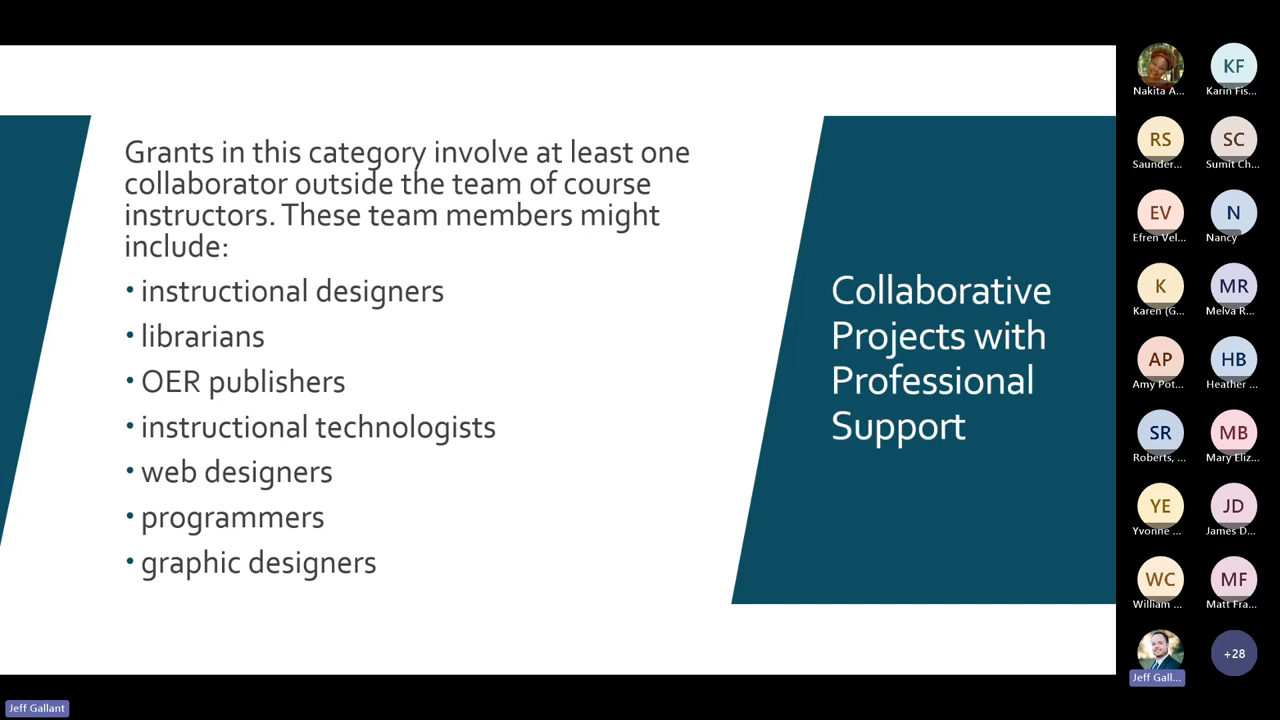 Grants in this category involve at least one
collaborator outside the team of course
instructors. These team members might
include:
• instructional designers
• librarians
• OER publishers
• instructional technologists
• web designers
• programmers
• graphic designers
Collaborative
Projects with
Professional
Support
Nakita A...
KF
Karin Fis...
RS
Saunder...
SC
Sumit Ch...
EV
Efren Vel...
N
Nancy
K
Karen (G...
MR
Melva R...
AP
Amy Pot...
HB
Heather ...
SR
Roberts, ...
MB
Mary Eliz...
YE
Yvonne ...
JD
James D...
WC
William ...
MF
Matt Fra...
Jeff Gall...
+28
Jeff Gallant